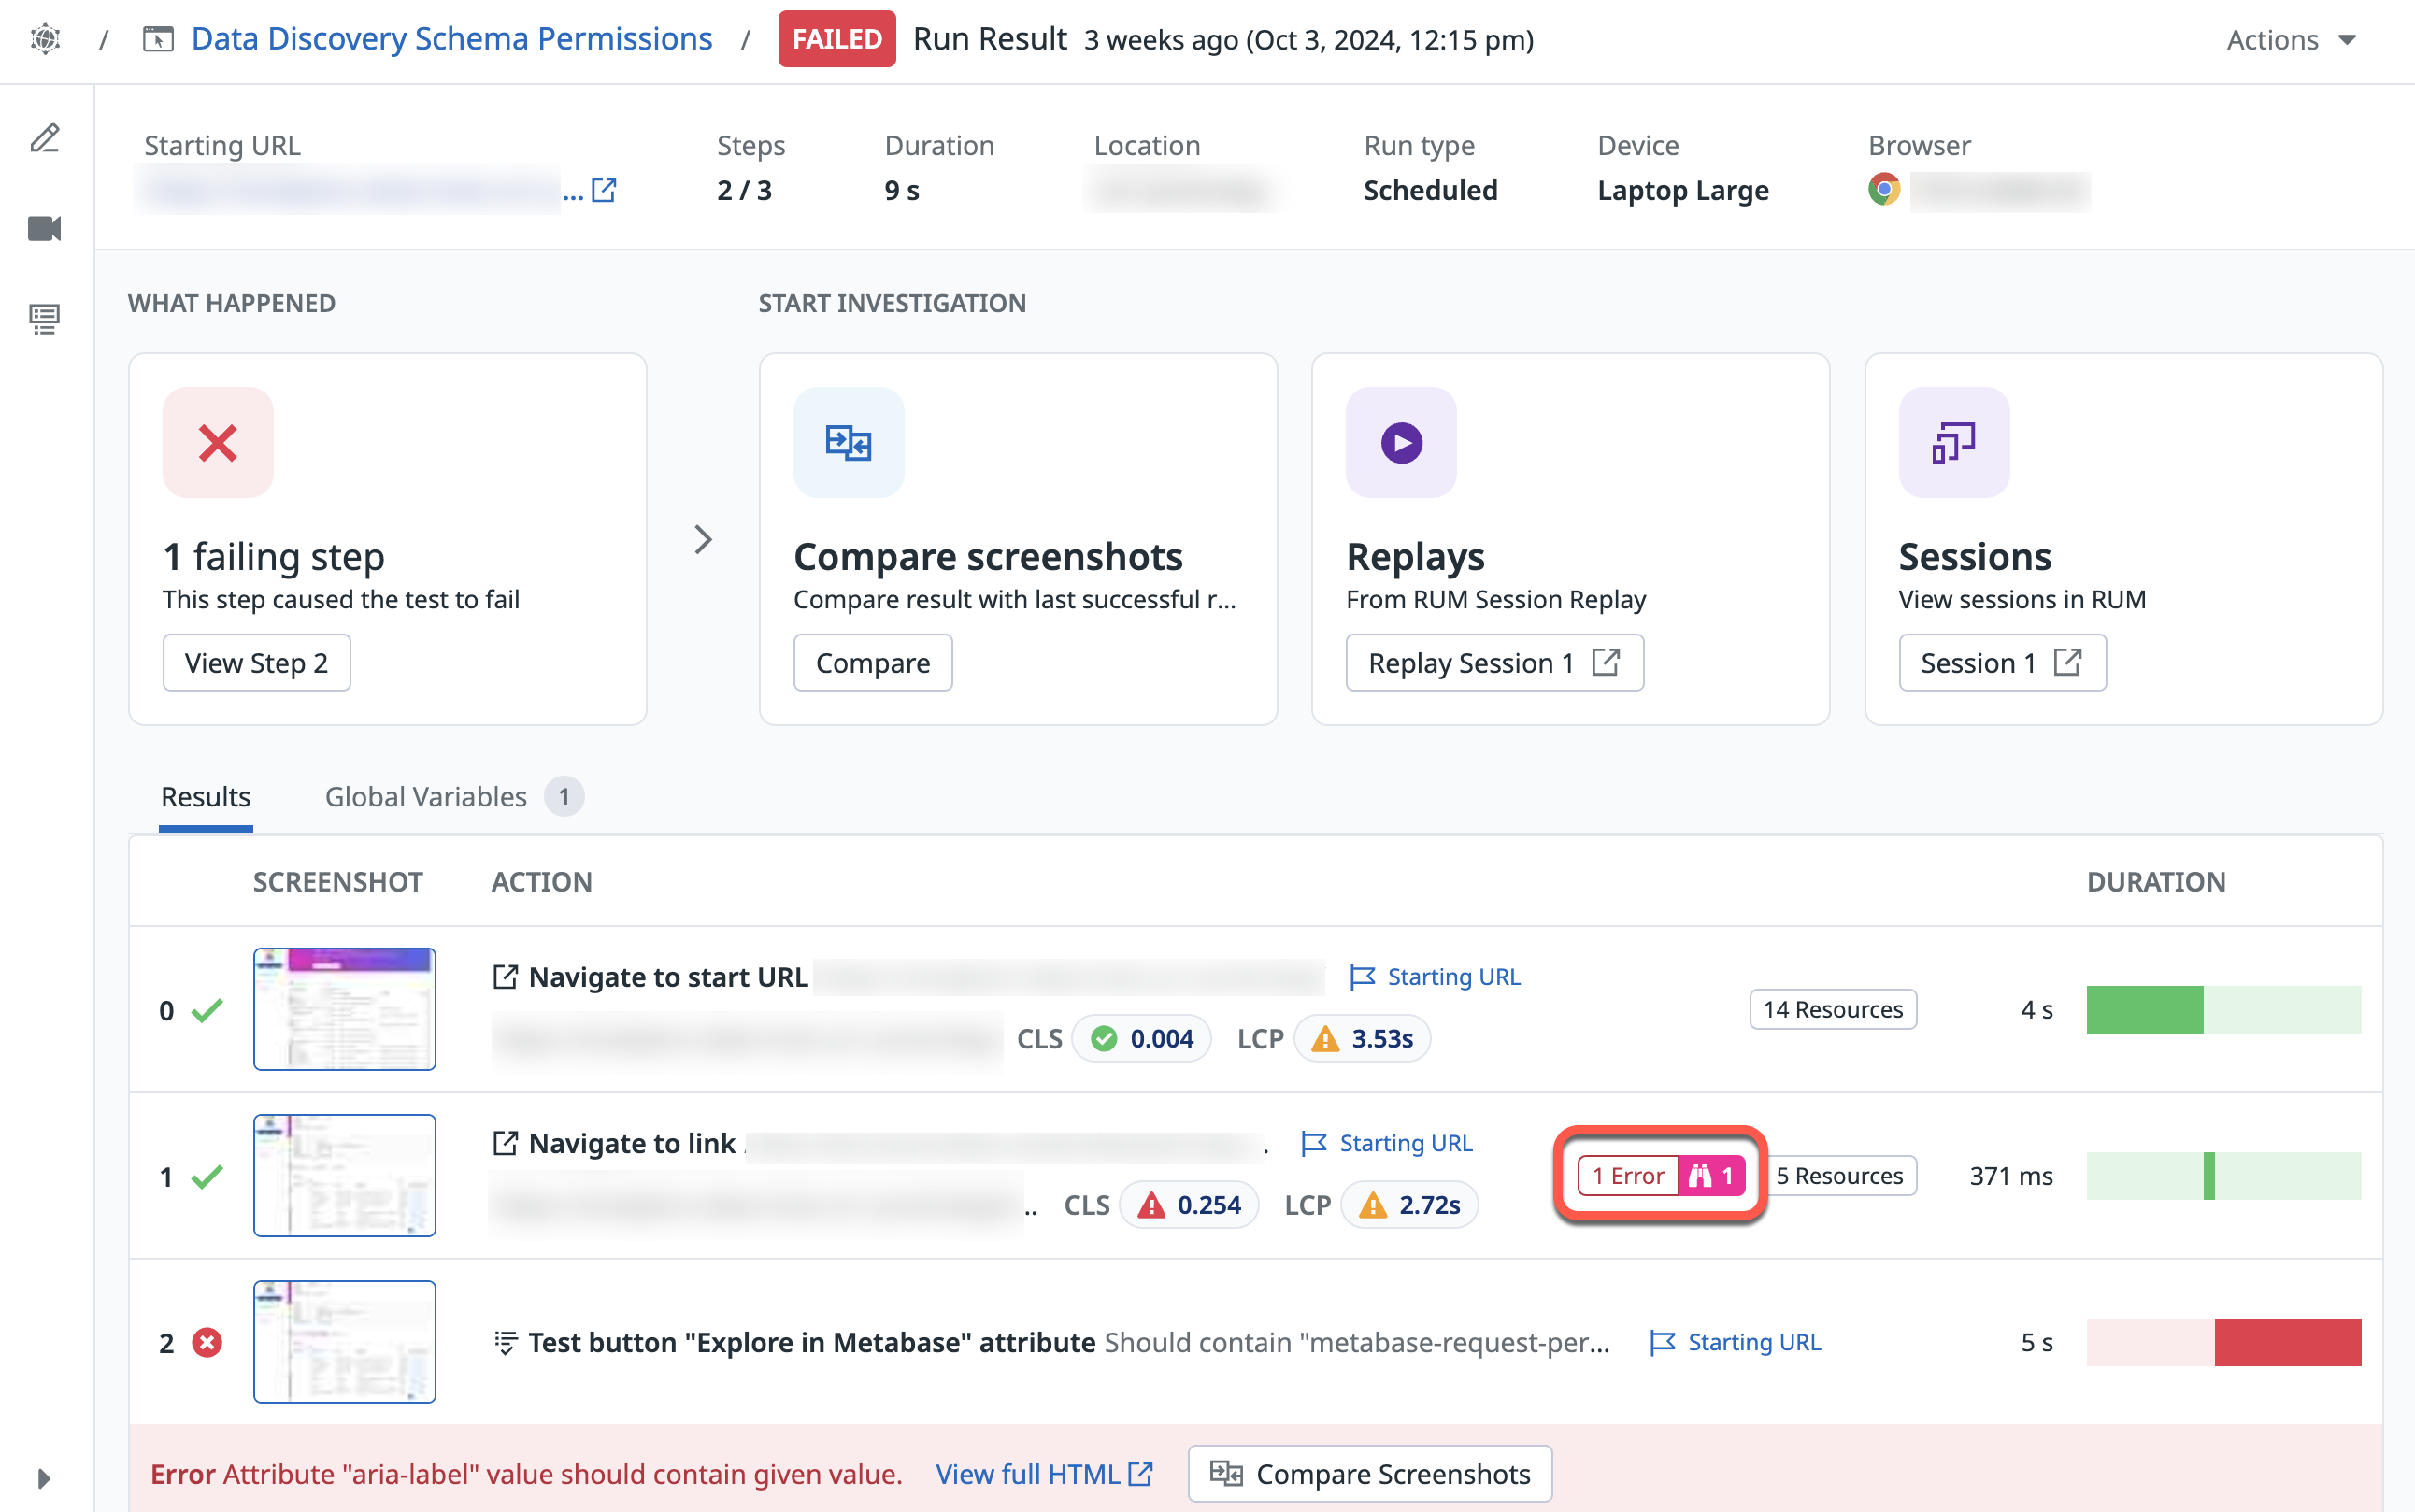 / Data Discovery Schema Permissions / FAILED Run Result 3 weeks ago (Oct 3, 2024, 12:15 pm) Actions
Starting URL Steps Duration Location Run type Device Browser
... 2 / 3 9 s Scheduled Laptop Large
WHAT HAPPENED START INVESTIGATION
1 failing step
This step caused the test to fail
View Step 2
Compare screenshots
Compare result with last successful r...
Compare
Replays
From RUM Session Replay
Replay Session 1
Sessions
View sessions in RUM
Session 1
Results Global Variables 1
SCREENSHOT ACTION DURATION
0 Navigate to start URL Starting URL 14 Resources 4 s
CLS 0.004 LCP 3.53s
1 Navigate to link Starting URL 1 Error 1 5 Resources 371 ms
.. CLS 0.254 LCP 2.72s
2 Test button "Explore in Metabase" attribute Should contain "metabase-request-per... Starting URL 5 s
Error Attribute "aria-label" value should contain given value. View full HTML Compare Screenshots